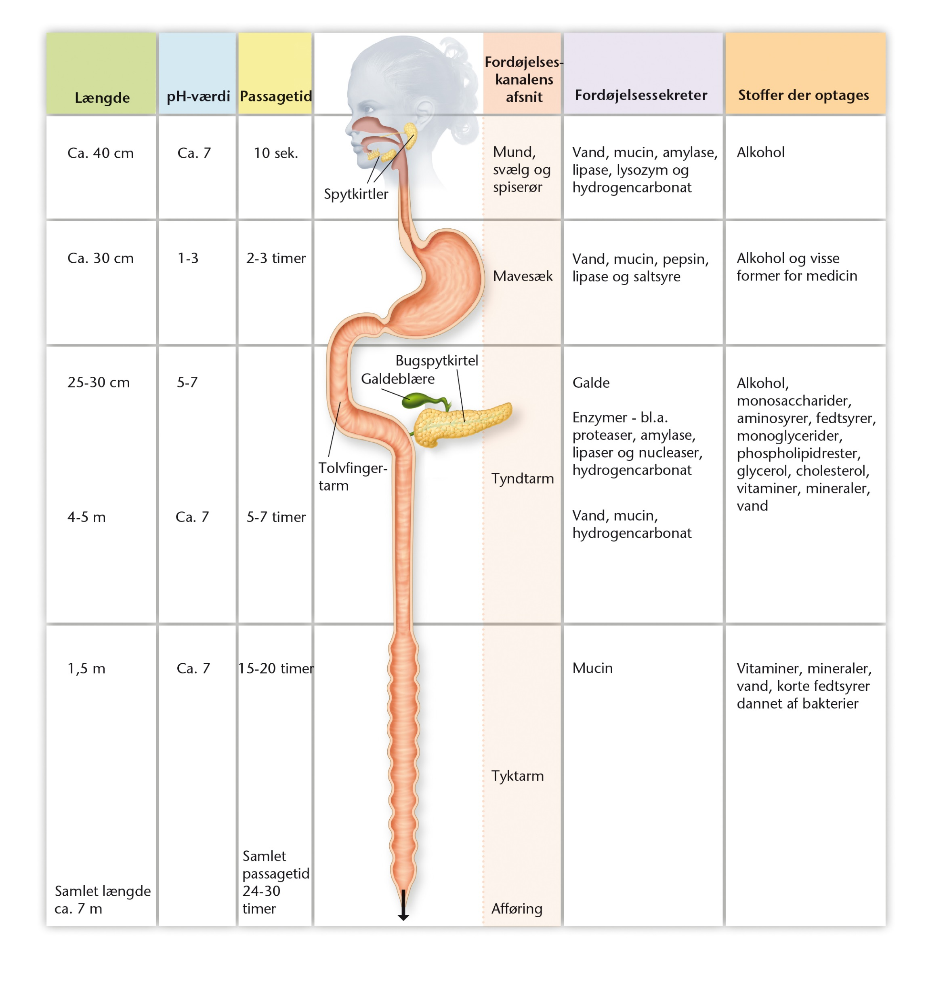 Længde
pH-værdi
Passagetid
Fordøjelses-
kanalens
afsnit
Fordøjelsessekreter
Stoffer der optages
Ca. 40 cm
Ca. 7
10 sek.
Spytkirtler
Mund,
svælg og
spiserør
Vand, mucin, amylase,
lipase, lysozym og
hydrogencarbonat
Alkohol
Ca. 30 cm
1-3
2-3 timer
Mavesæk
Vand, mucin, pepsin,
lipase og saltsyre
Alkohol og visse
former for medicin
25-30 cm
5-7
Bugspytkirtel
Galdeblære
Tolvfinger-
tarm
Tyndtarm
Galde
Enzymer - bl.a.
proteaser, amylase,
lipaser og nucleaser,
hydrogencarbonat
Alkohol,
monosaccharider,
aminosyrer, fedtsyrer,
monoglycerider,
phospholipidrester,
glycerol, cholesterol,
vitaminer, mineraler,
vand
4-5 m
Ca. 7
5-7 timer
Vand, mucin,
hydrogencarbonat
1,5 m
Ca. 7
15-20 timer
Tyktarm
Mucin
Vitaminer, mineraler,
vand, korte fedtsyrer
dannet af bakterier
Samlet længde
ca. 7 m
Samlet
passagetid
24-30
timer
Afføring